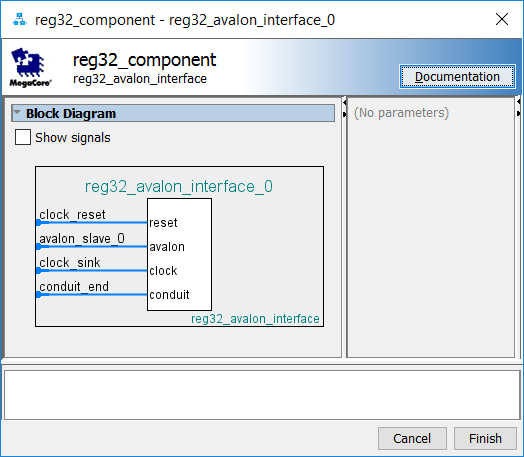 reg32_component - reg32_avalon_interface_0
reg32_component
reg32_avalon_interface
MegaCore®
Documentation
Block Diagram
Show signals
reg32_avalon_interface_0
clock_reset
reset
avalon_slave_0
avalon
clock_sink
clock
conduit_end
conduit
reg32_avalon_interface
(No parameters)
Cancel
Finish